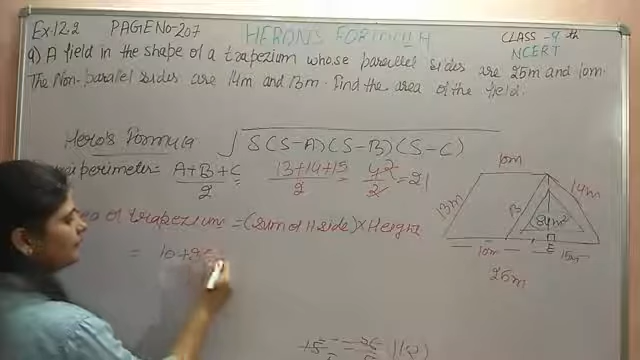 Ex-12.2 PAGE No-207 HERONS FORMULA CLASS-9th
NCERT
9) A field in the shape of a trapezium whose parallel sides are 25m and 10m.
The Non-parallel sides are 14m and 13m. Find the area of the field.
Hero's Formula √S(S-A)(S-B)(S-C)
perimeter = A+B+C/2 = 13+14+15/2 = 42/2 = 21
Area of trapezium = (sum of || side) × Height
= 10+25
10m
13m
13
14m
84m²
E
10m
15m
25m